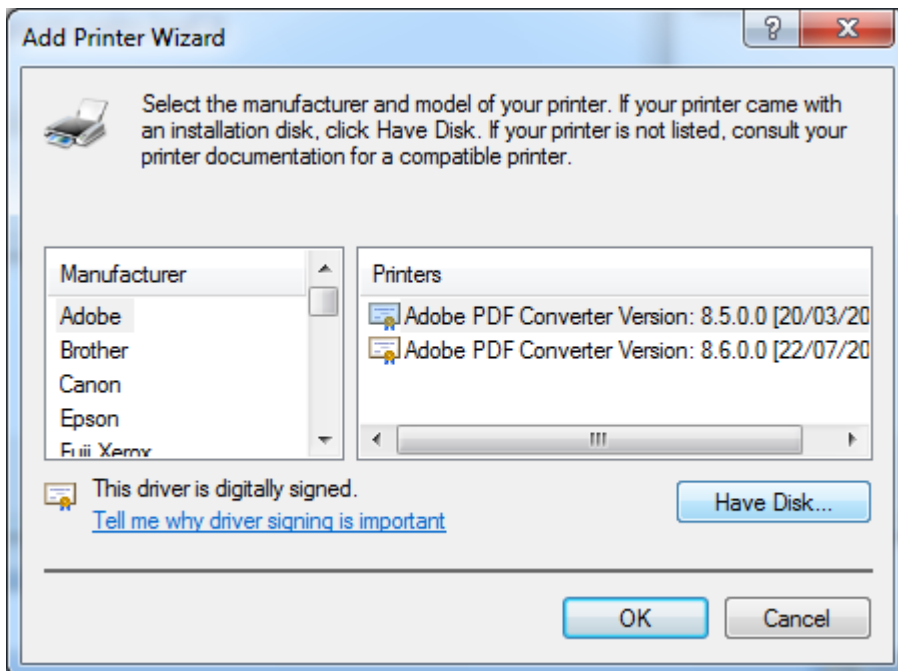 Add Printer Wizard
Select the manufacturer and model of your printer. If your printer came with
an installation disk, click Have Disk. If your printer is not listed, consult your
printer documentation for a compatible printer.
Manufacturer
Adobe
Brother
Canon
Epson
Fuji Xerox
Printers
Adobe PDF Converter Version: 8.5.0.0 [20/03/20
Adobe PDF Converter Version: 8.6.0.0 [22/07/20
This driver is digitally signed.
Tell me why driver signing is important
Have Disk...
OK
Cancel